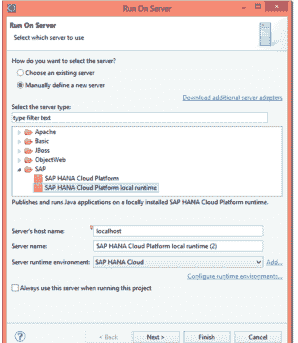 Run On Server
Run On Server
Select which server to use
How do you want to select the server?
Choose an existing server
Manually define a new server
Download additional server adapters
Select the server type:
type filter text
Apache
Basic
JBoss
ObjectWeb
SAP
SAP HANA Cloud Platform
SAP HANA Cloud Platform local runtime
Publishes and runs Java applications on a locally installed SAP HANA Cloud Platform runtime.
Server's host name: localhost
Server name: SAP HANA Cloud Platform local runtime (2)
Server runtime environment: SAP HANA Cloud Add...
Configure runtime environments...
Always use this server when running this project
? < Back Next > Finish Cancel